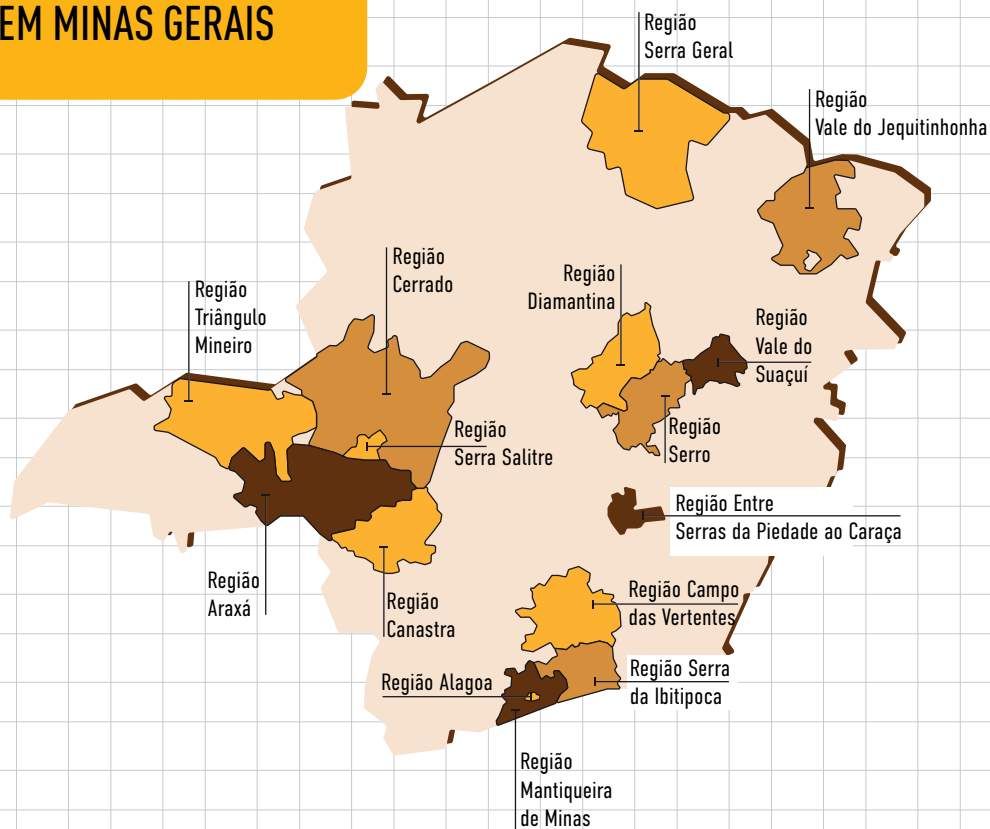 EM MINAS GERAIS
Região
Serra Geral
Região
Vale do Jequitinhonha
Região
Cerrado
Região
Diamantina
Região
Triângulo
Mineiro
Região
Vale do
Suaçuí
Região
Serra Salitre
Região
Serro
Região Entre
Serras da Piedade ao Caraça
Região
Araxá
Região
Canastra
Região Campo
das Vertentes
Região Alagoa
Região Serra
da Ibitipoca
Região
Mantiqueira
de Minas